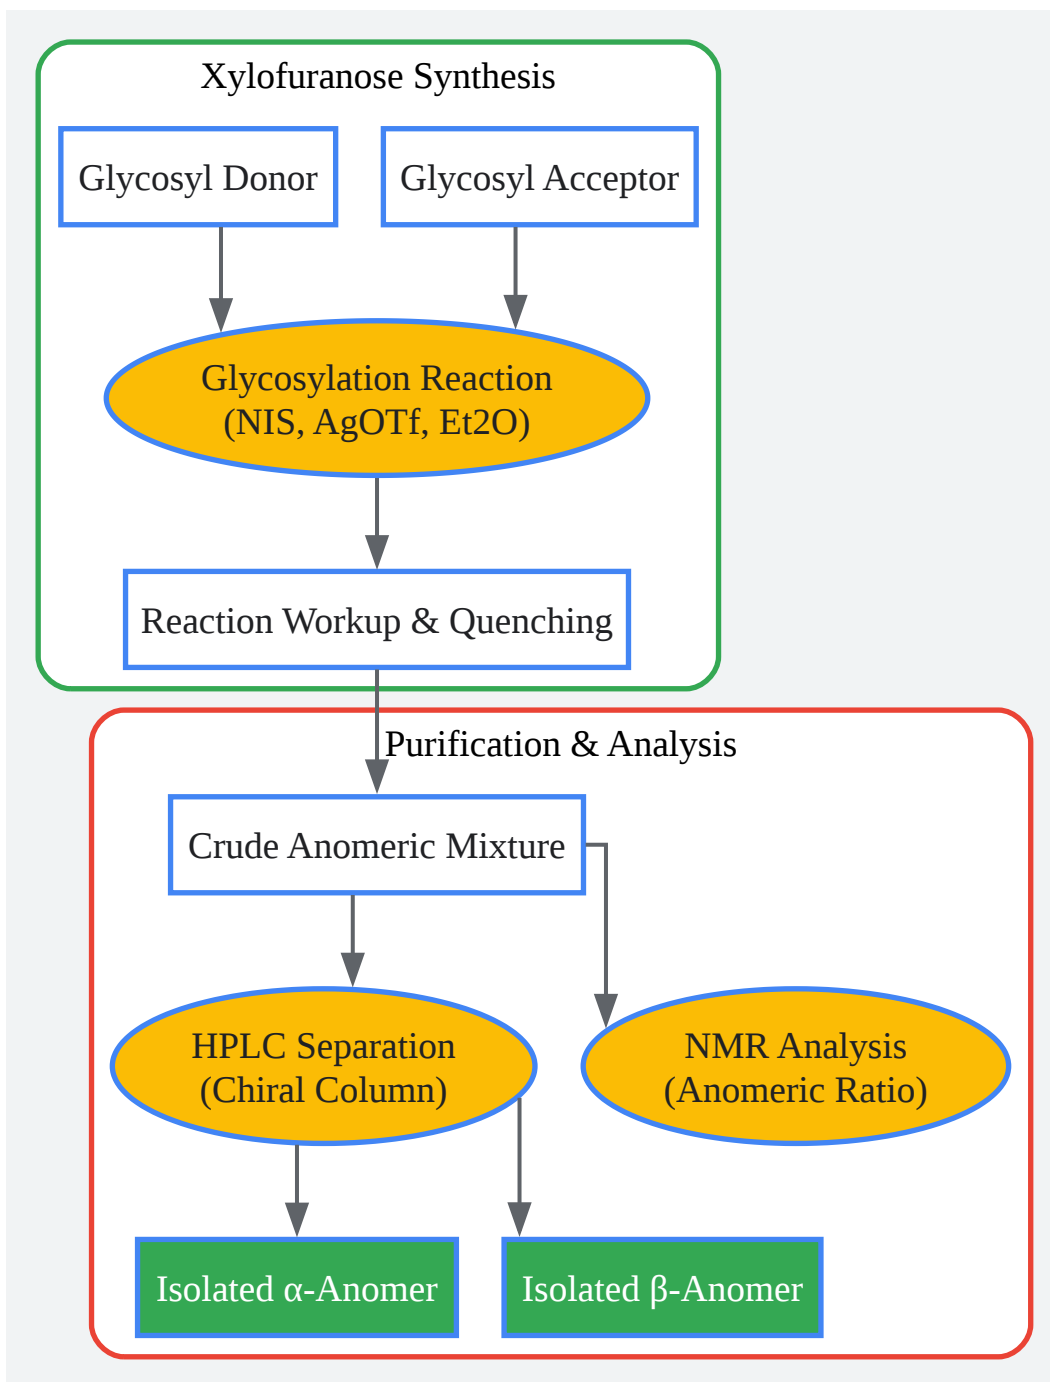 Xylofuranose Synthesis
Glycosyl Donor
Glycosyl Acceptor
Glycosylation Reaction
(NIS, AgOTf, Et2O)
Reaction Workup & Quenching
Purification & Analysis
Crude Anomeric Mixture
HPLC Separation
(Chiral Column)
NMR Analysis
(Anomeric Ratio)
Isolated α-Anomer
Isolated β-Anomer